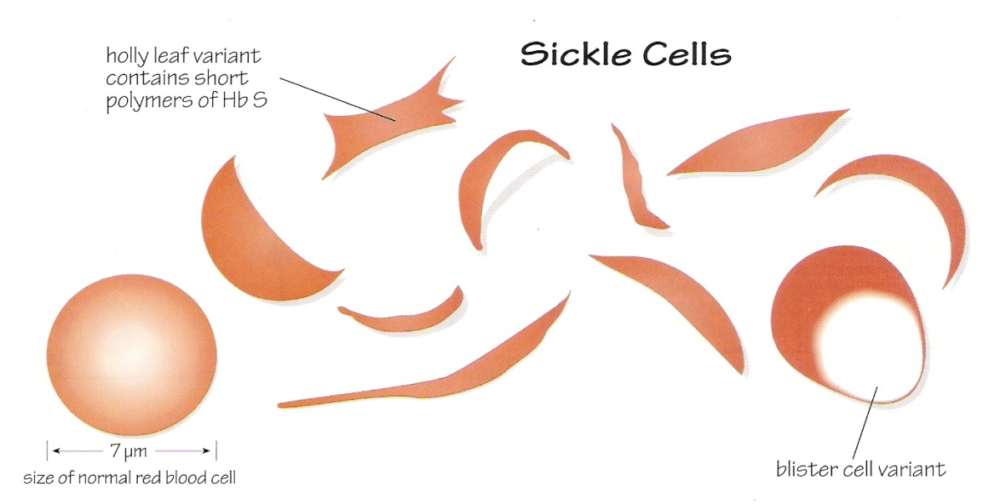 Sickle Cells
holly leaf variant
contains short
polymers of Hb S
7 µm
size of normal red blood cell
blister cell variant